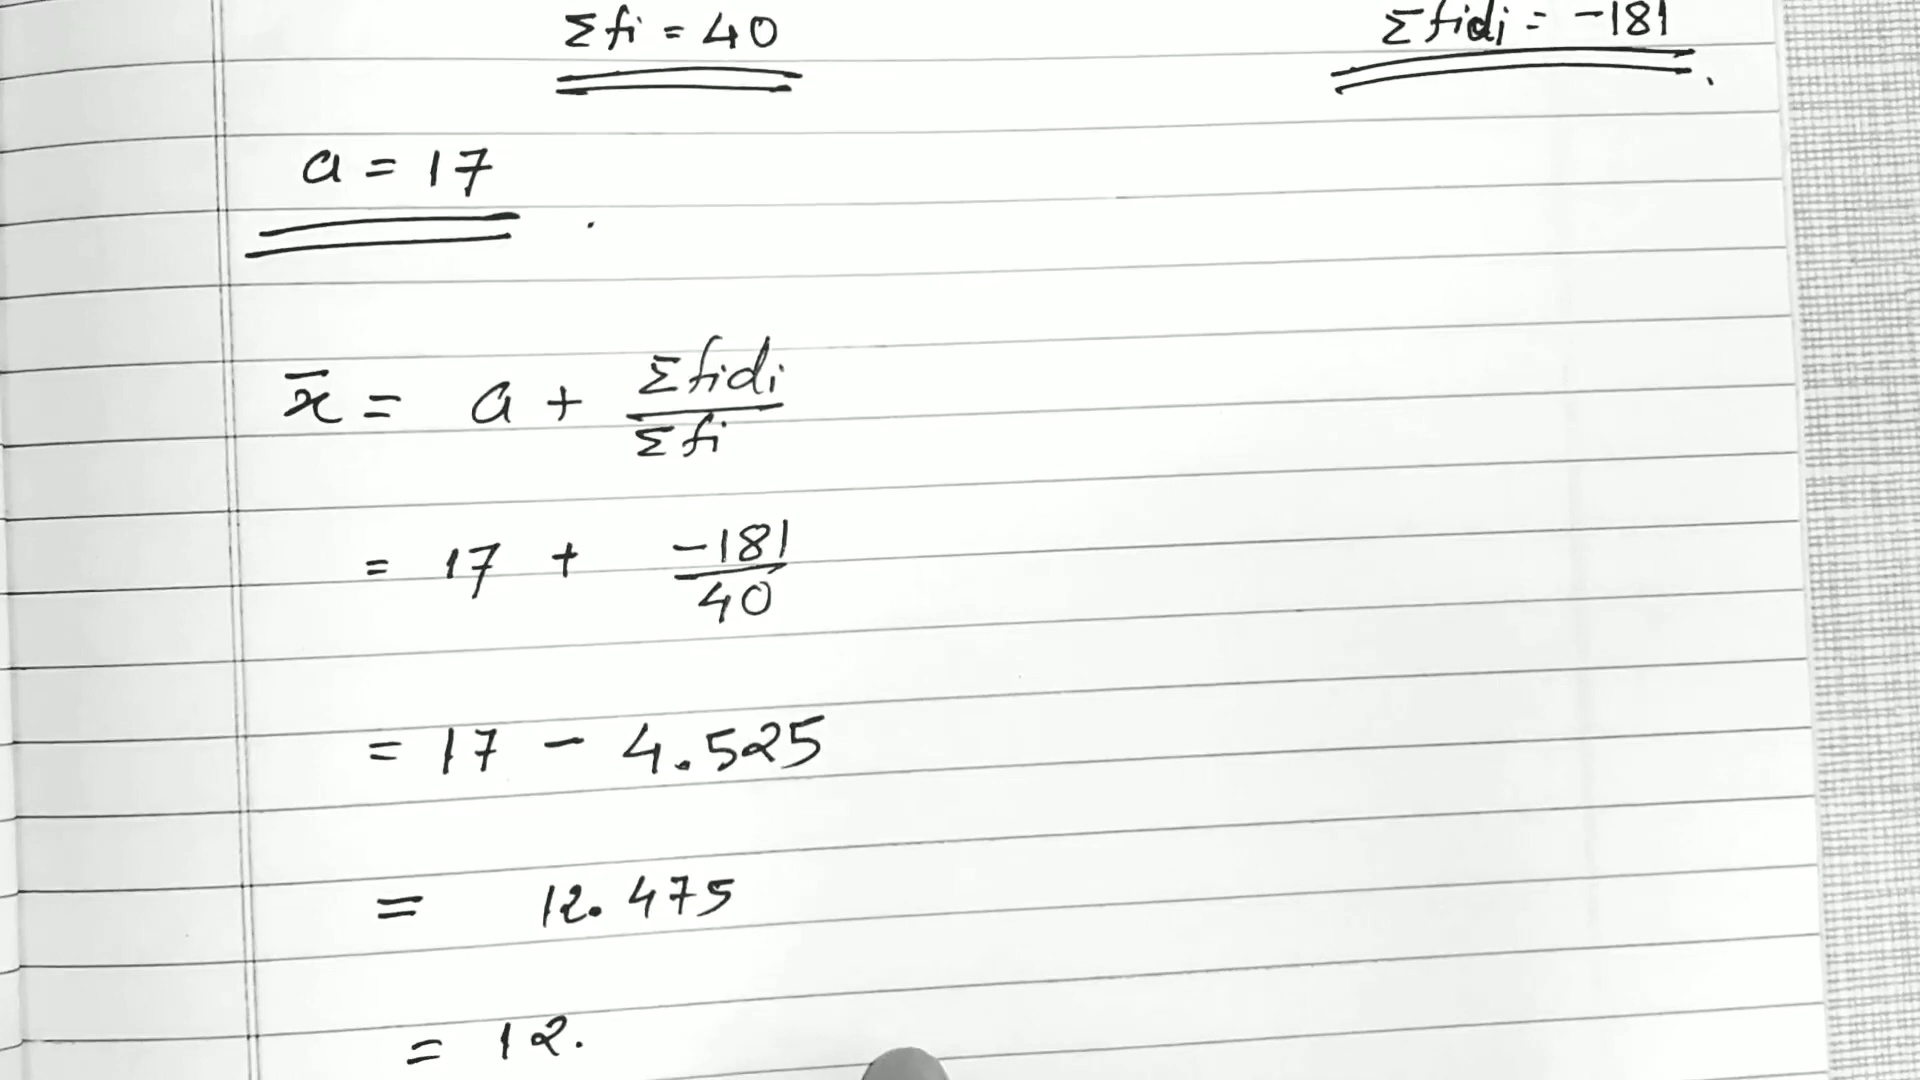 Σfi = 40 Σfidi = -181
a = 17
x̄ = a + Σfidi / Σfi
= 17 + -181 / 40
= 17 - 4.525
= 12.475
= 12.